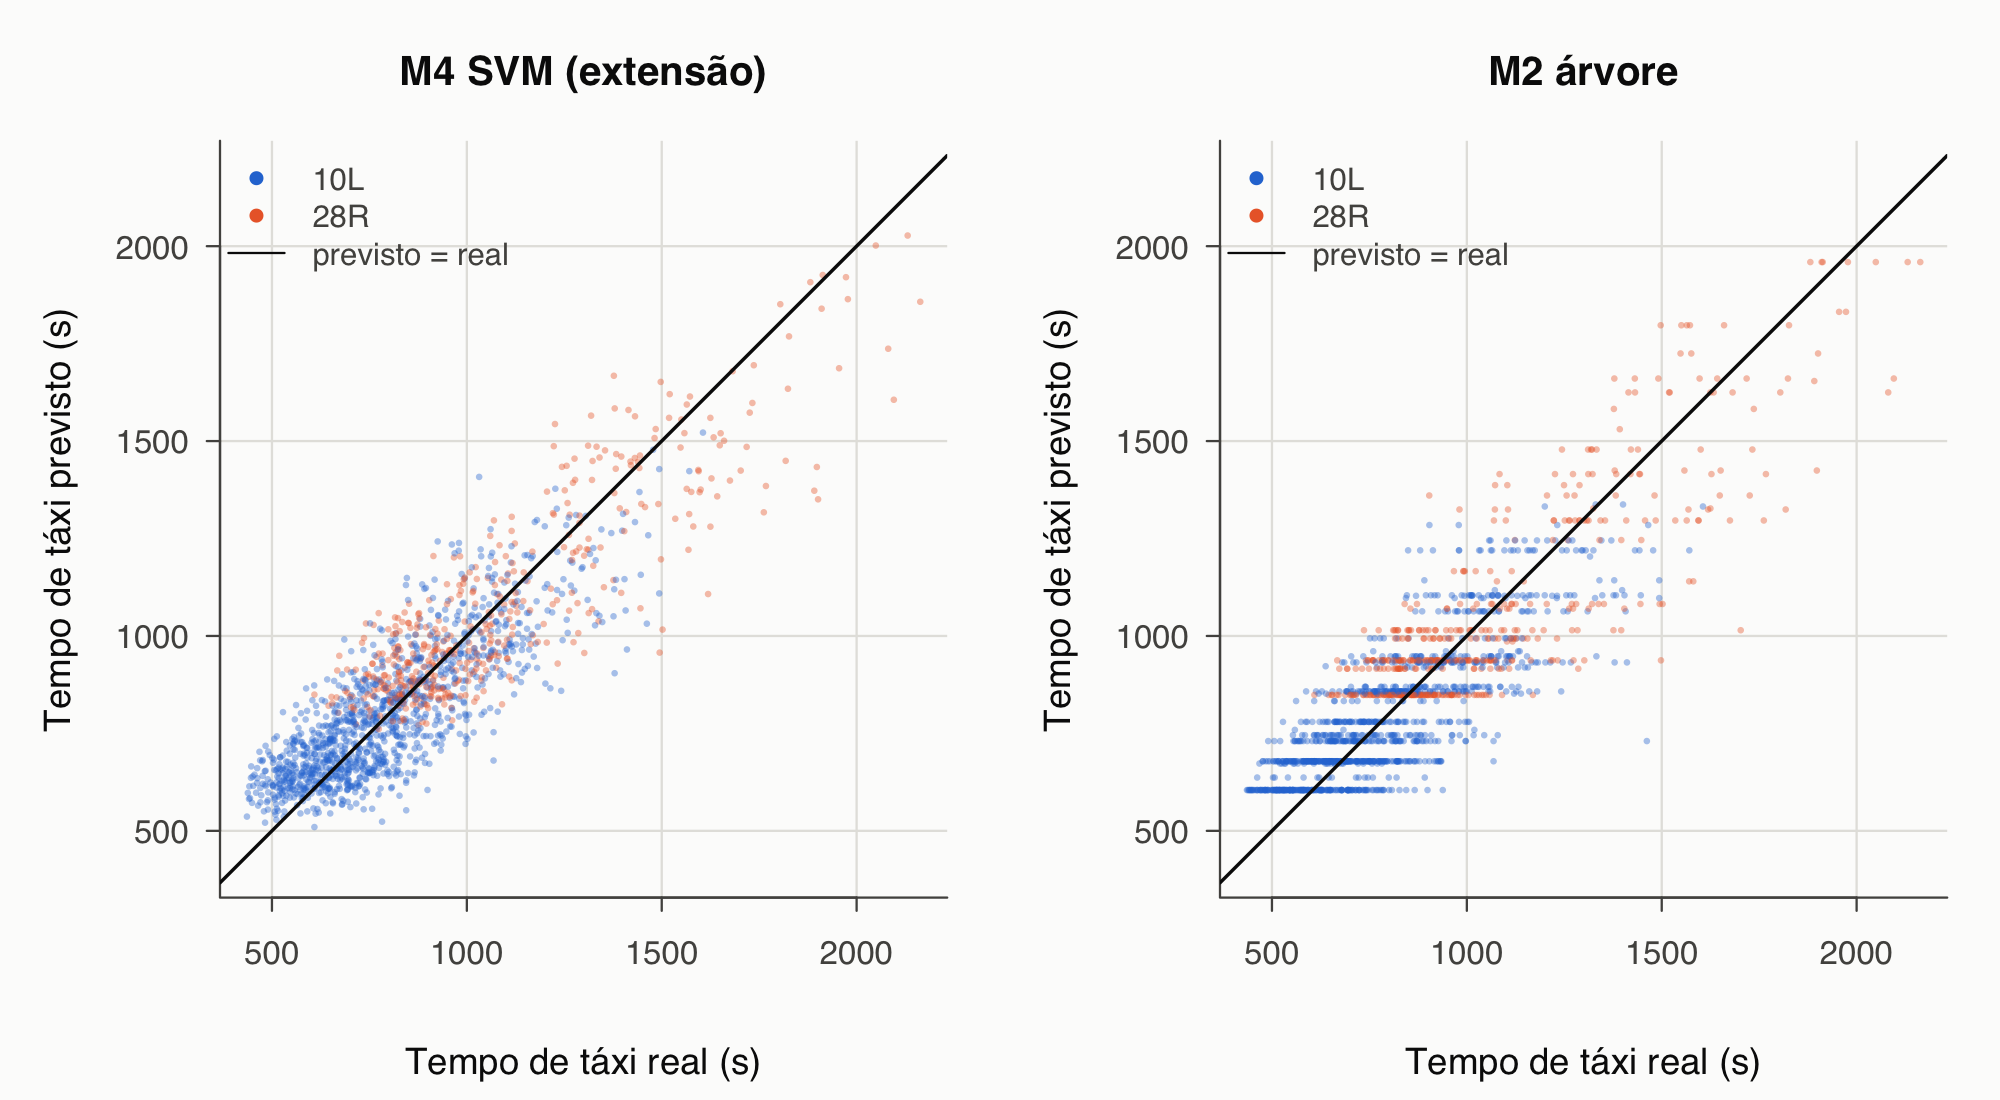 M4 SVM (extensão)
10L
28R
previsto = real
2000
1500
1000
500
500 1000 1500 2000
Tempo de táxi previsto (s)
Tempo de táxi real (s)
M2 árvore
10L
28R
previsto = real
2000
1500
1000
500
500 1000 1500 2000
Tempo de táxi previsto (s)
Tempo de táxi real (s)